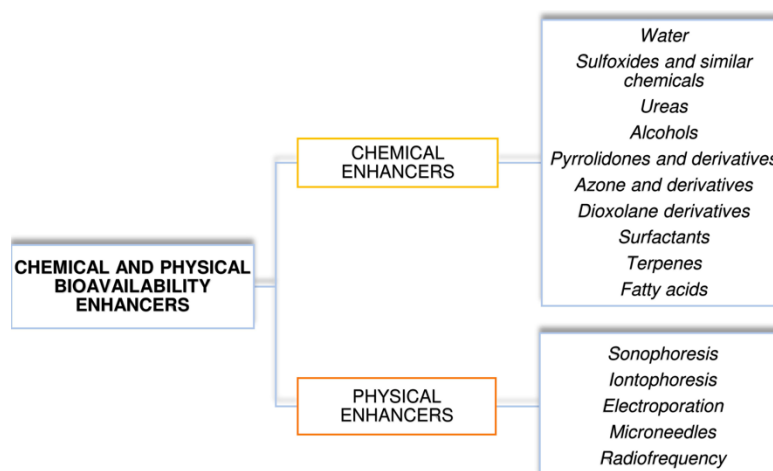 CHEMICAL AND PHYSICAL
BIOAVAILABILITY
ENHANCERS
CHEMICAL
ENHANCERS
Water
Sulfoxides and similar
chemicals
Ureas
Alcohols
Pyrrolidones and derivatives
Azone and derivatives
Dioxolane derivatives
Surfactants
Terpenes
Fatty acids
PHYSICAL
ENHANCERS
Sonophoresis
Iontophoresis
Electroporation
Microneedles
Radiofrequency